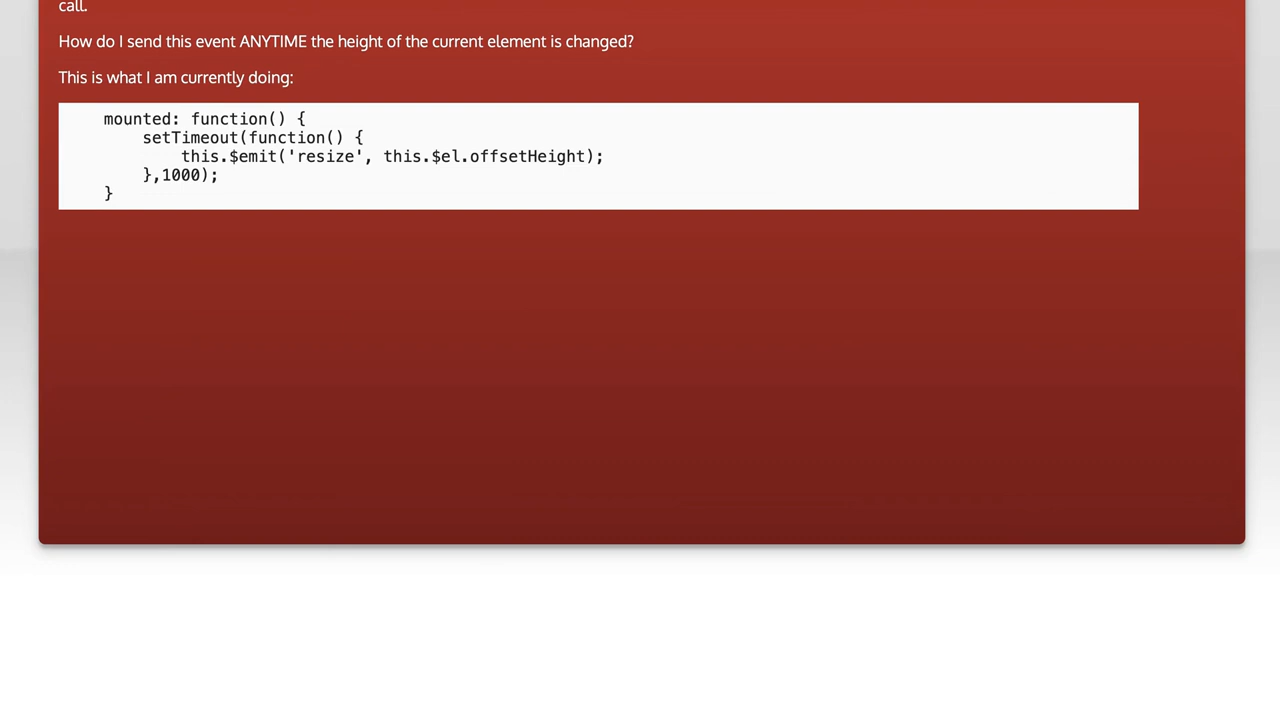 call.
How do I send this event ANYTIME the height of the current element is changed?
This is what I am currently doing:
mounted: function() {
setTimeout(function() {
this.$emit('resize', this.$el.offsetHeight);
},1000);
}